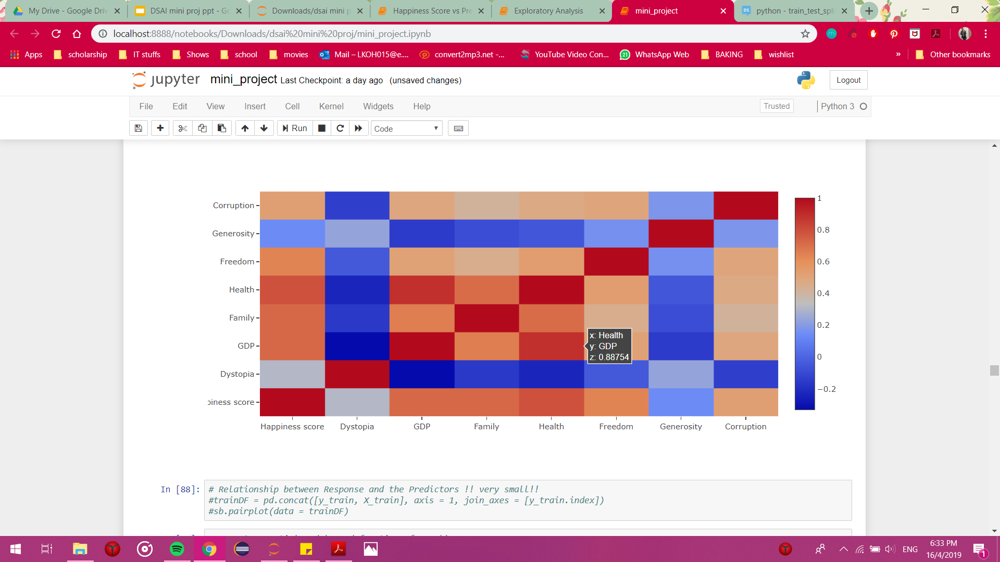 My Drive - Google Driv
DSAI mini proj ppt - Go
Downloads/dsai mini p
Happiness Score vs Pre
Exploratory Analysis
mini_project
python - train_test_spli
localhost:8888/notebooks/Downloads/dsai%20mini%20proj/mini_project.ipynb
Apps scholarship IT stuffs Shows school movies Mail – LKOH015@e.... convert2mp3.net -... YouTube Video Con... WhatsApp Web BAKING wishlist » Other bookmarks
jupyter mini_project Last Checkpoint: a day ago (unsaved changes) Logout
File Edit View Insert Cell Kernel Widgets Help Trusted Python 3
Run Code
Corruption
Generosity
Freedom
Health
Family
GDP
Dystopia
piness score
Happiness score Dystopia GDP Family Health Freedom Generosity Corruption
x: Health
y: GDP
z: 0.88754
1
0.8
0.6
0.4
0.2
0
−0.2
In [88]:
# Relationship between Response and the Predictors !! very small!!
#trainDF = pd.concat([y_train, X_train], axis = 1, join_axes = [y_train.index])
#sb.pairplot(data = trainDF)
ENG
6:33 PM
16/4/2019
1